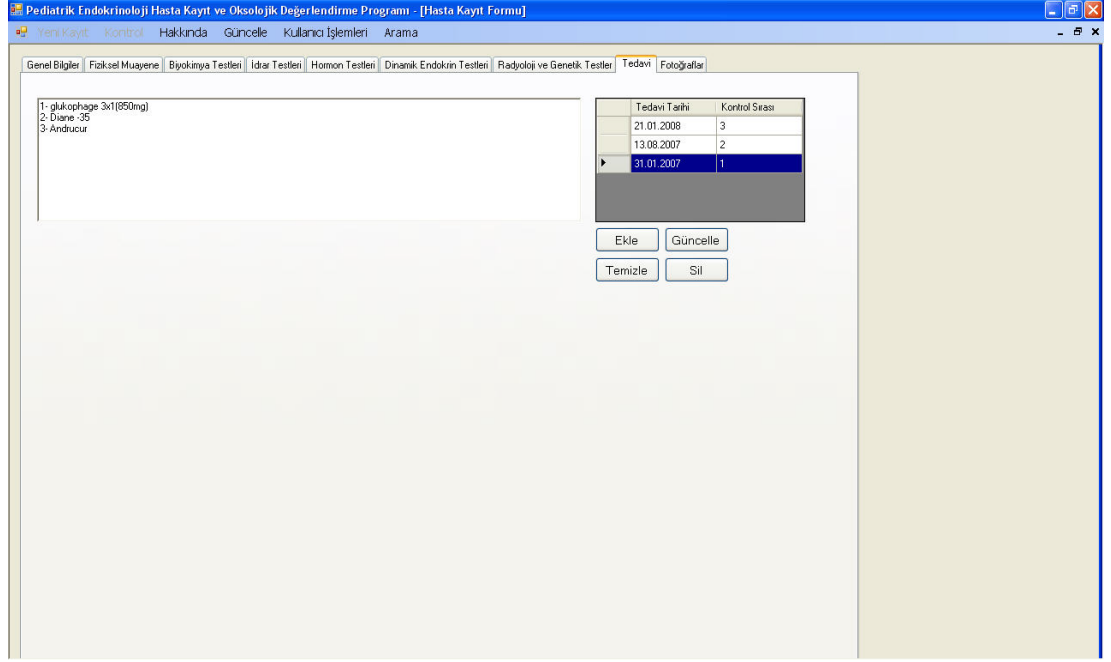 Pediatrik Endokrinoloji Hasta Kayıt ve Oksolojik Değerlendirme Programı - [Hasta Kayıt Formu]
Yeni Kayıt Kontrol Hakkında Güncelle Kullanıcı İşlemleri Arama
Genel Bilgiler Fiziksel Muayene Biyokimya Testleri İdrar Testleri Hormon Testleri Dinamik Endokrin Testleri Radyoloji ve Genetik Testler Tedavi Fotoğraflar
1- glukophage 3x1(850mg)
2- Diane -35
3- Andrucur
Tedavi Tarihi Kontrol Sırası
21.01.2008 3
13.08.2007 2
31.01.2007 1
Ekle Güncelle
Temizle Sil